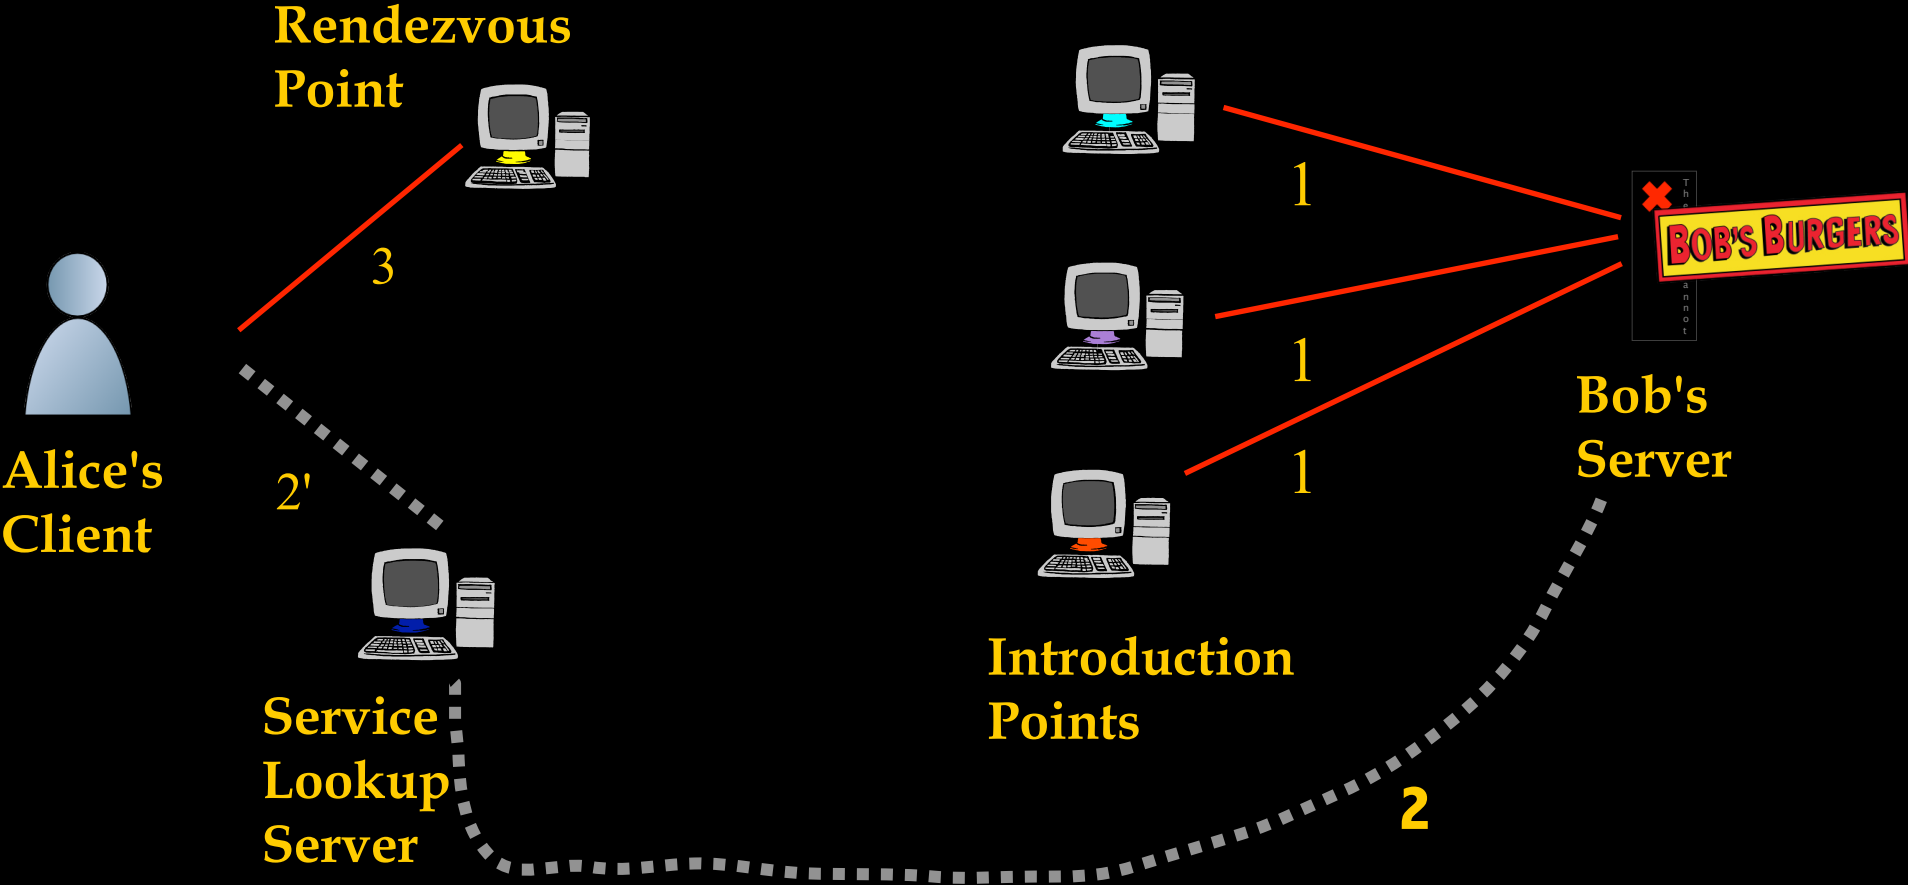 Rendezvous
Point
3
2'
Alice's
Client
Service
Lookup
Server
1
1
1
Introduction
Points
BOB'S BURGERS
Bob's
Server
2